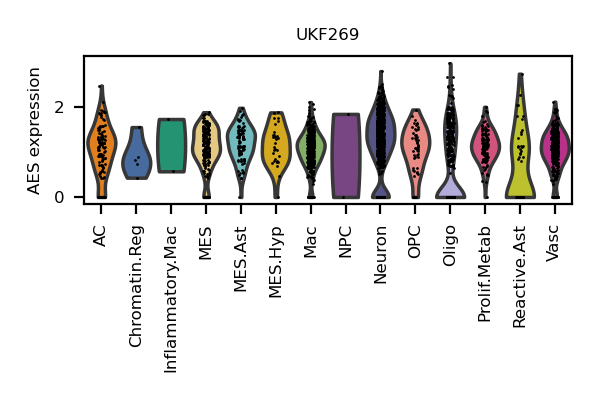 UKF269
AES expression
2
0
AC
Chromatin.Reg
Inflammatory.Mac
MES
MES.Ast
MES.Hyp
Mac
NPC
Neuron
OPC
Oligo
Prolif.Metab
Reactive.Ast
Vasc